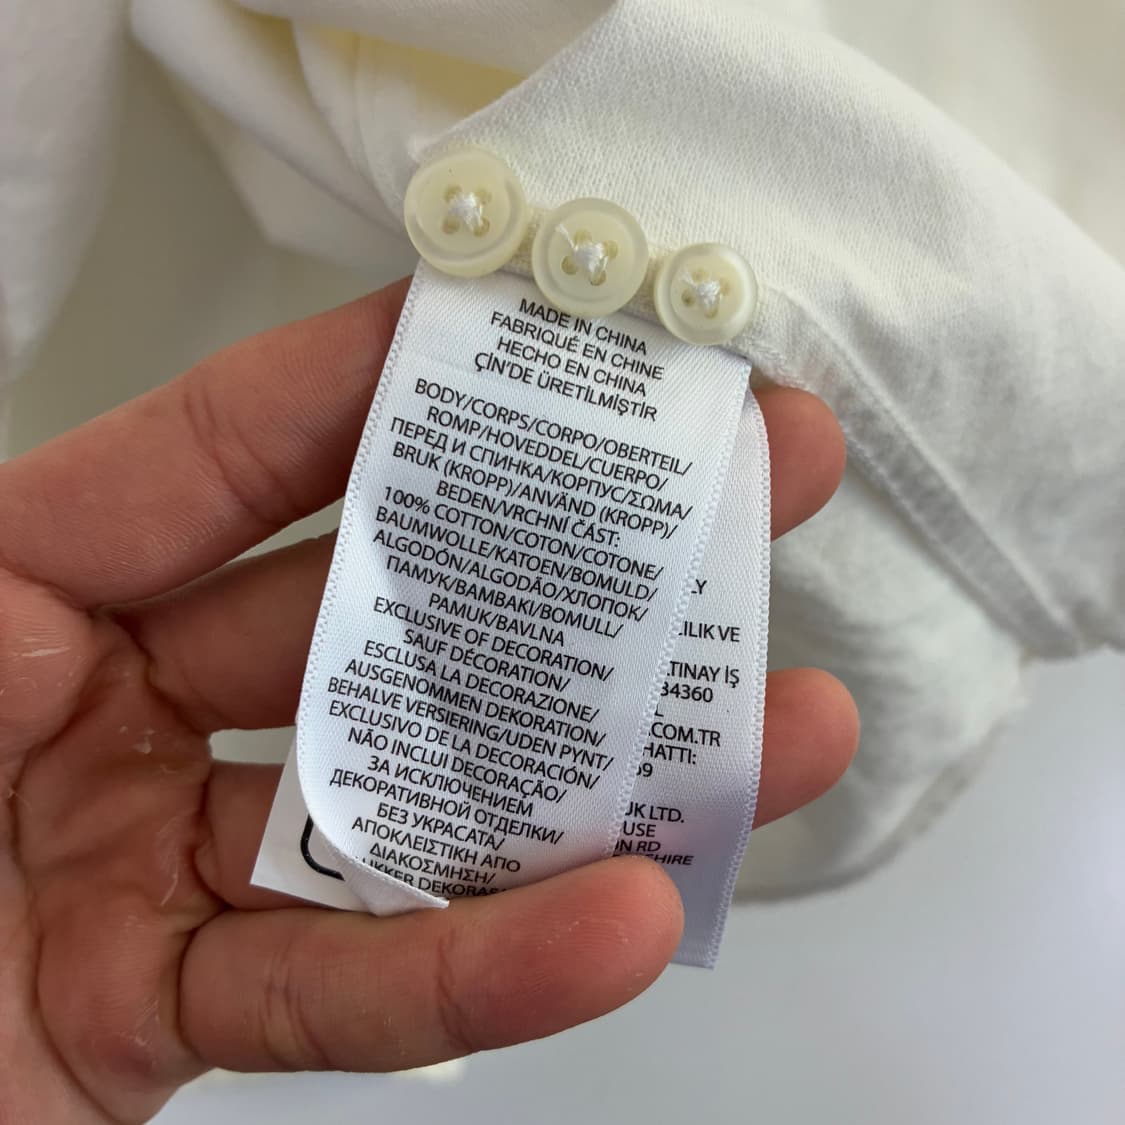 MADE IN CHINA
FABRIQUÉ EN CHINE
HECHO EN CHINA
ÇİN'DE ÜRETİLMİŞTİR
BODY/CORPS/CORPO/OBERTEIL/
ROMP/HOVEDDEL/CUERPO/
ПЕРЕД И СПИНКА/КОРПУС/ΣΩΜΑ/
BRUK (KROPP)/ANVÄND (KROPP)/
BEDEN/VRCHNÍ ČÁST:
100% COTTON/COTON/COTONE/
BAUMWOLLE/KATOEN/BOMULD/
ALGODÓN/ALGODÃO/ХЛОПОК/
ПАМУК/BAMBAKI/BOMULL/
PAMUK/BAVLNA
EXCLUSIVE OF DECORATION/
SAUF DÉCORATION/
ESCLUSA LA DECORAZIONE/
AUSGENOMMEN DEKORATION/
BEHALVE VERSIERING/UDEN PYNT/
EXCLUSIVO DE LA DECORACIÓN/
NÃO INCLUI DECORAÇÃO/
ЗА ИСКЛЮЧЕНИЕМ
ДЕКОРАТИВНОЙ ОТДЕЛКИ/
БЕЗ УКРАСАТА/
ΑΠΟΚΛΕΙΣΤΙΚΗ ΑΠΟ
ΔΙΑΚΟΣΜΗΣΗ/
VE
İŞ
34360
.COM.TR
HATTI:
UK LTD.
RD